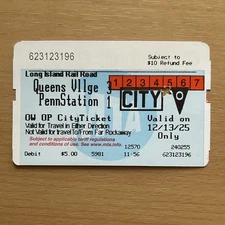 623123196
Subject to
$10 Refund Fee
Long Island Rail Road
Queens Vllge 3
PennStation 1
1 2 3 4 5 6 7
CITY
OW OP CityTicket
Valid for Travel in Either Direction
Not Valid for Travel To/From Far Rockaway
Valid on
12/13/25
Only
Subject to applicable tariff regulations
and conditions of use. See www.mta.info.
12570
240255
Debit $5.00 5981 11-56 623123196